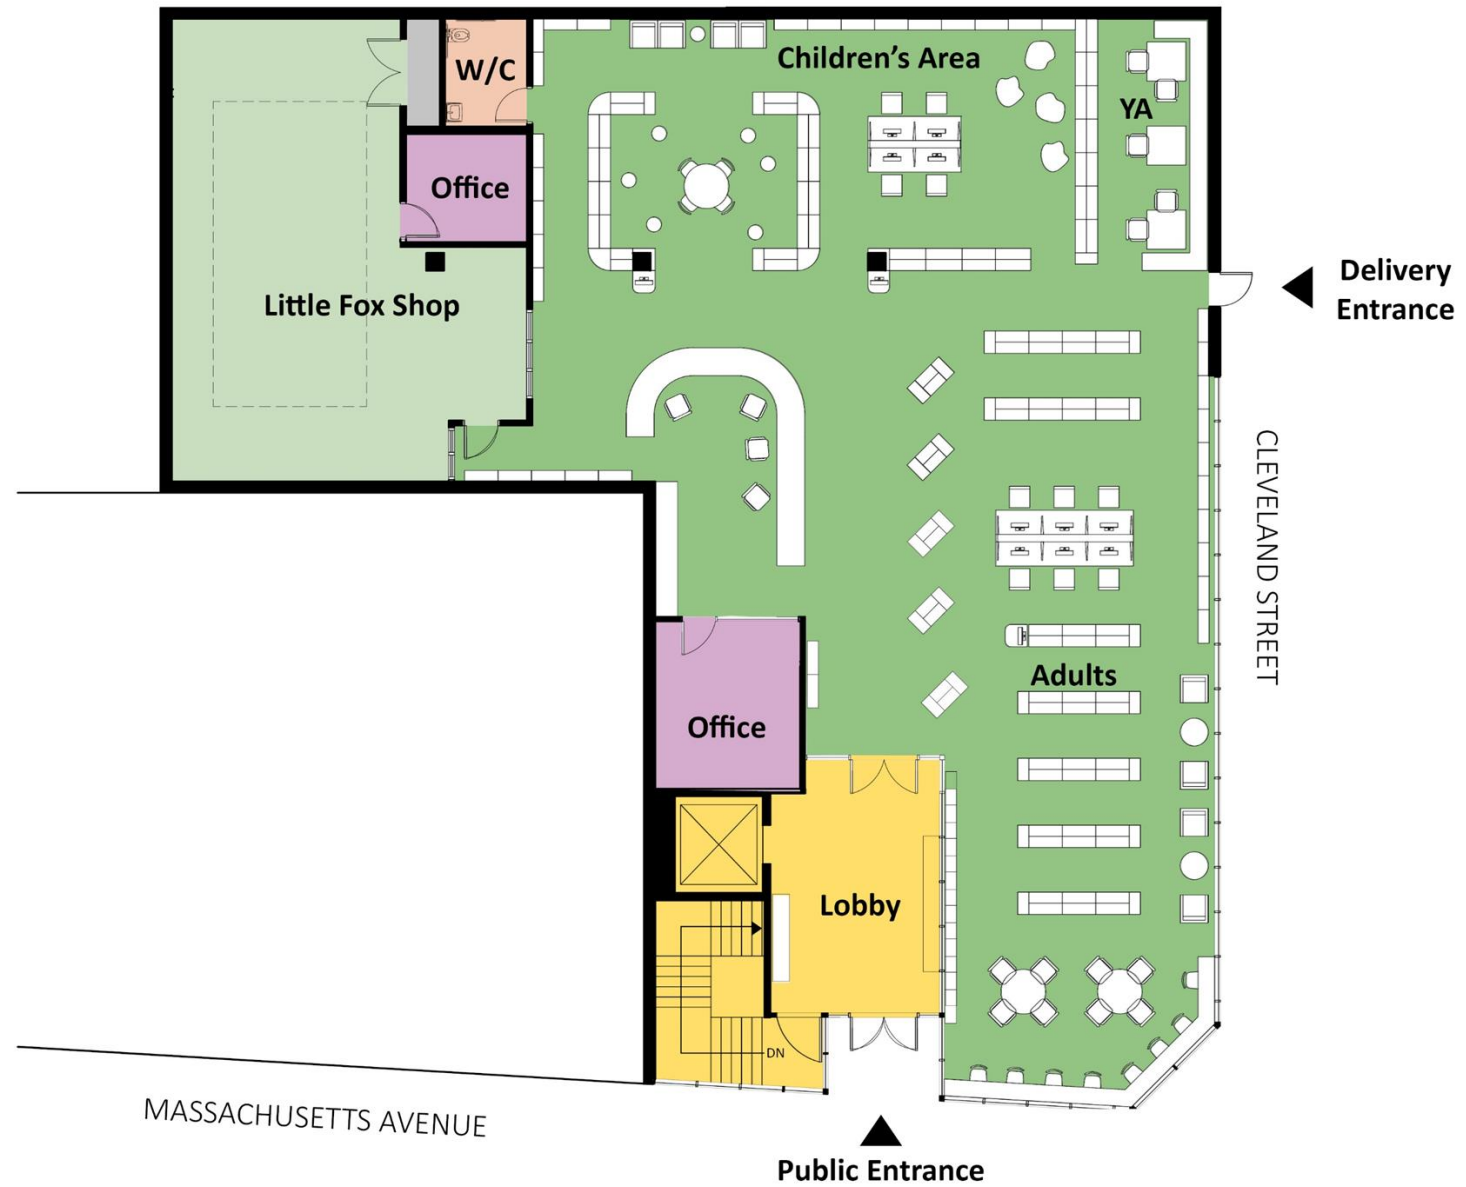 Children's Area
W/C
YA
Office
Delivery
Entrance
Little Fox Shop
CLEVELAND STREET
Adults
Office
Lobby
DN
MASSACHUSETTS AVENUE
Public Entrance